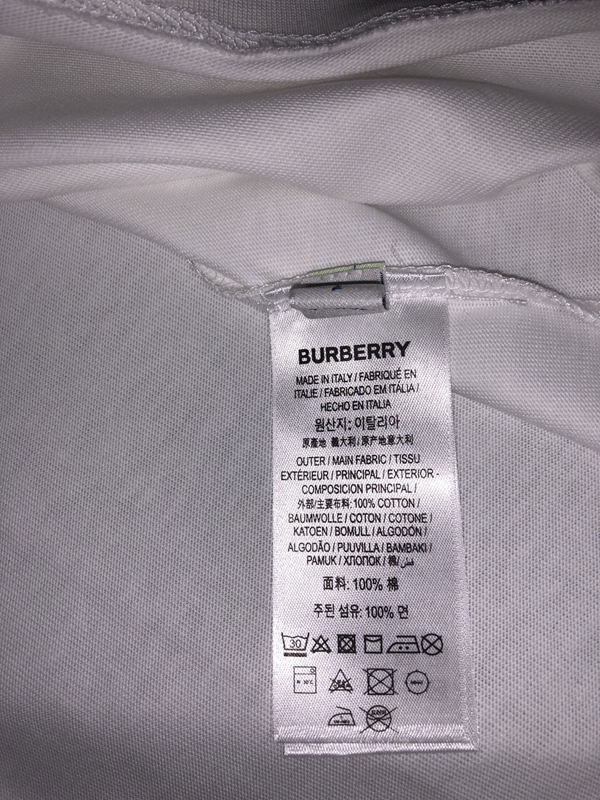 BURBERRY
MADE IN ITALY / FABRIQUÉ EN
ITALIE / FABRICADO EM ITÁLIA /
HECHO EN ITALIA
원산지: 이탈리아
原產地 義大利 / 原产地意大利
OUTER / MAIN FABRIC / TISSU
EXTÉRIEUR / PRINCIPAL / EXTERIOR -
COMPOSICION PRINCIPAL /
外部/主要布料: 100% COTTON /
BAUMWOLLE / COTON / COTONE /
KATOEN / BOMULL / ALGODÓN /
ALGODÃO / PUUVILLA / BAMBAKI /
PAMUK / ХЛОПОК / 棉/
面料: 100% 棉
주된 섬유: 100% 면
30